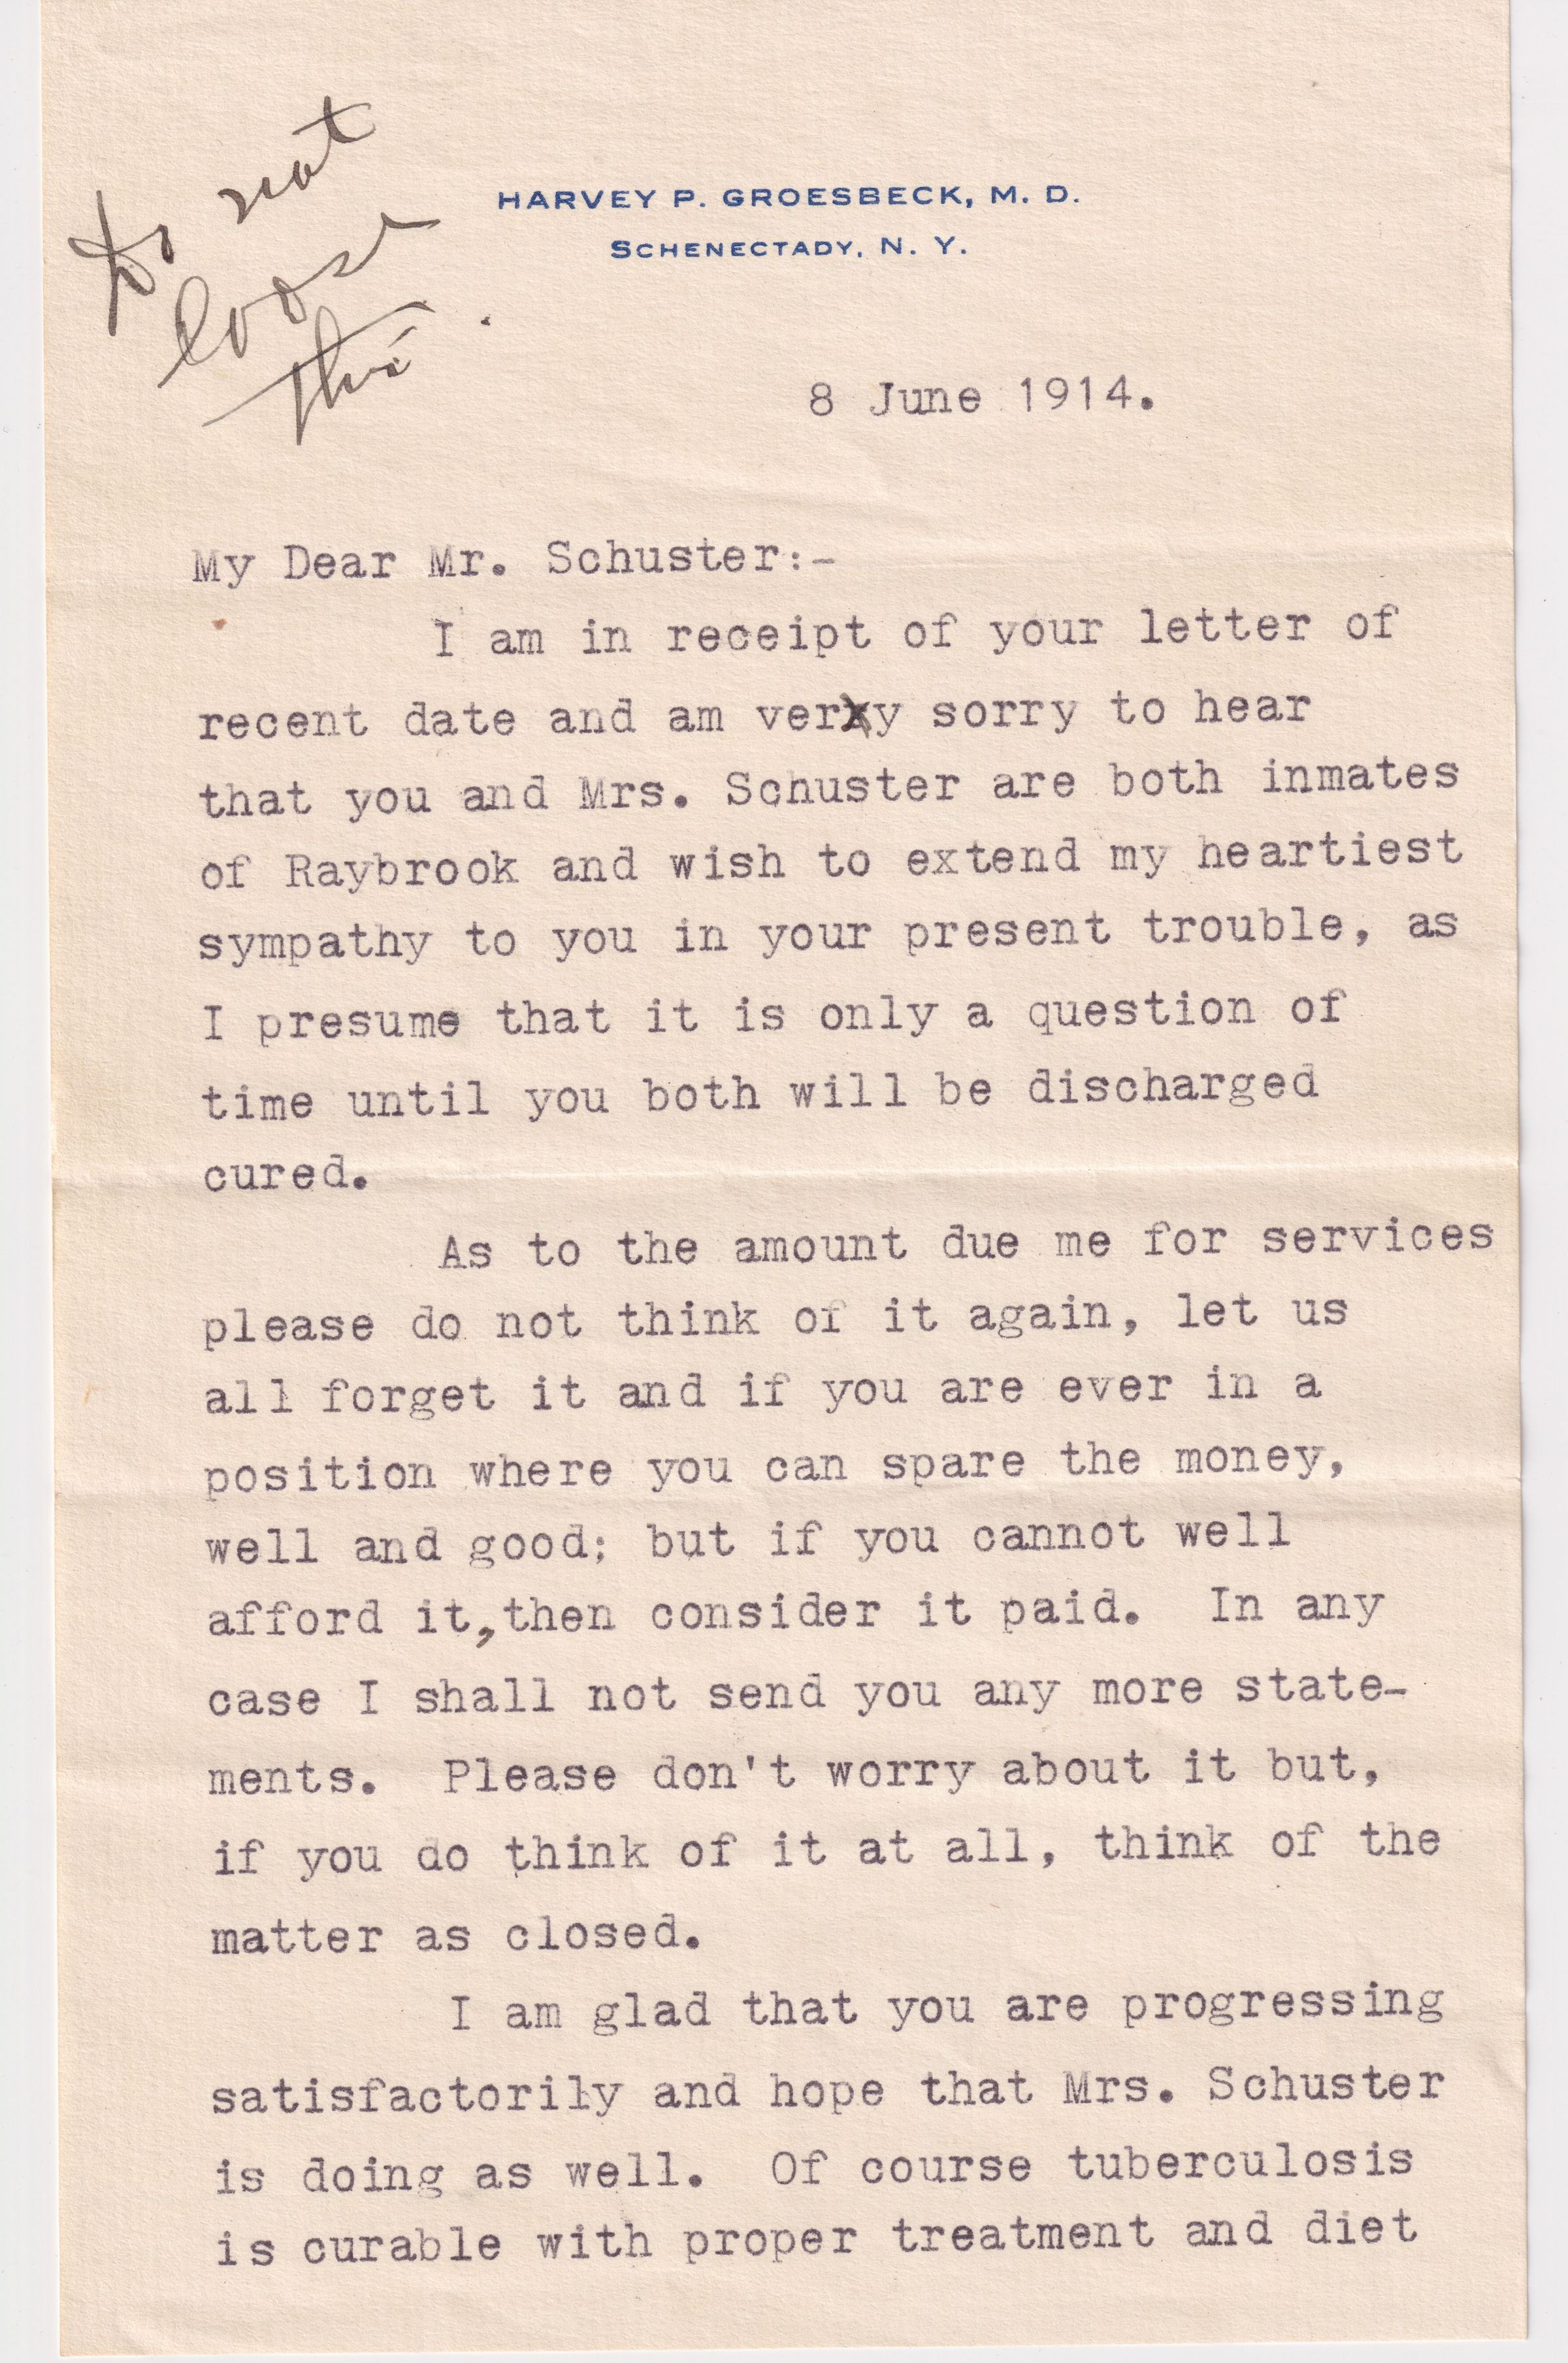 Do not
loose
this.
HARVEY P. GROESBECK, M. D.
SCHENECTADY, N. Y.
8 June 1914.
My Dear Mr. Schuster:-
I am in receipt of your letter of
recent date and am verxy sorry to hear
that you and Mrs. Schuster are both inmates
of Raybrook and wish to extend my heartiest
sympathy to you in your present trouble, as
I presume that it is only a question of
time until you both will be discharged
cured.
As to the amount due me for services
please do not think of it again, let us
all forget it and if you are ever in a
position where you can spare the money,
well and good; but if you cannot well
afford it, then consider it paid. In any
case I shall not send you any more state-
ments. Please don't worry about it but,
if you do think of it at all, think of the
matter as closed.
I am glad that you are progressing
satisfactorily and hope that Mrs. Schuster
is doing as well. Of course tuberculosis
is curable with proper treatment and diet